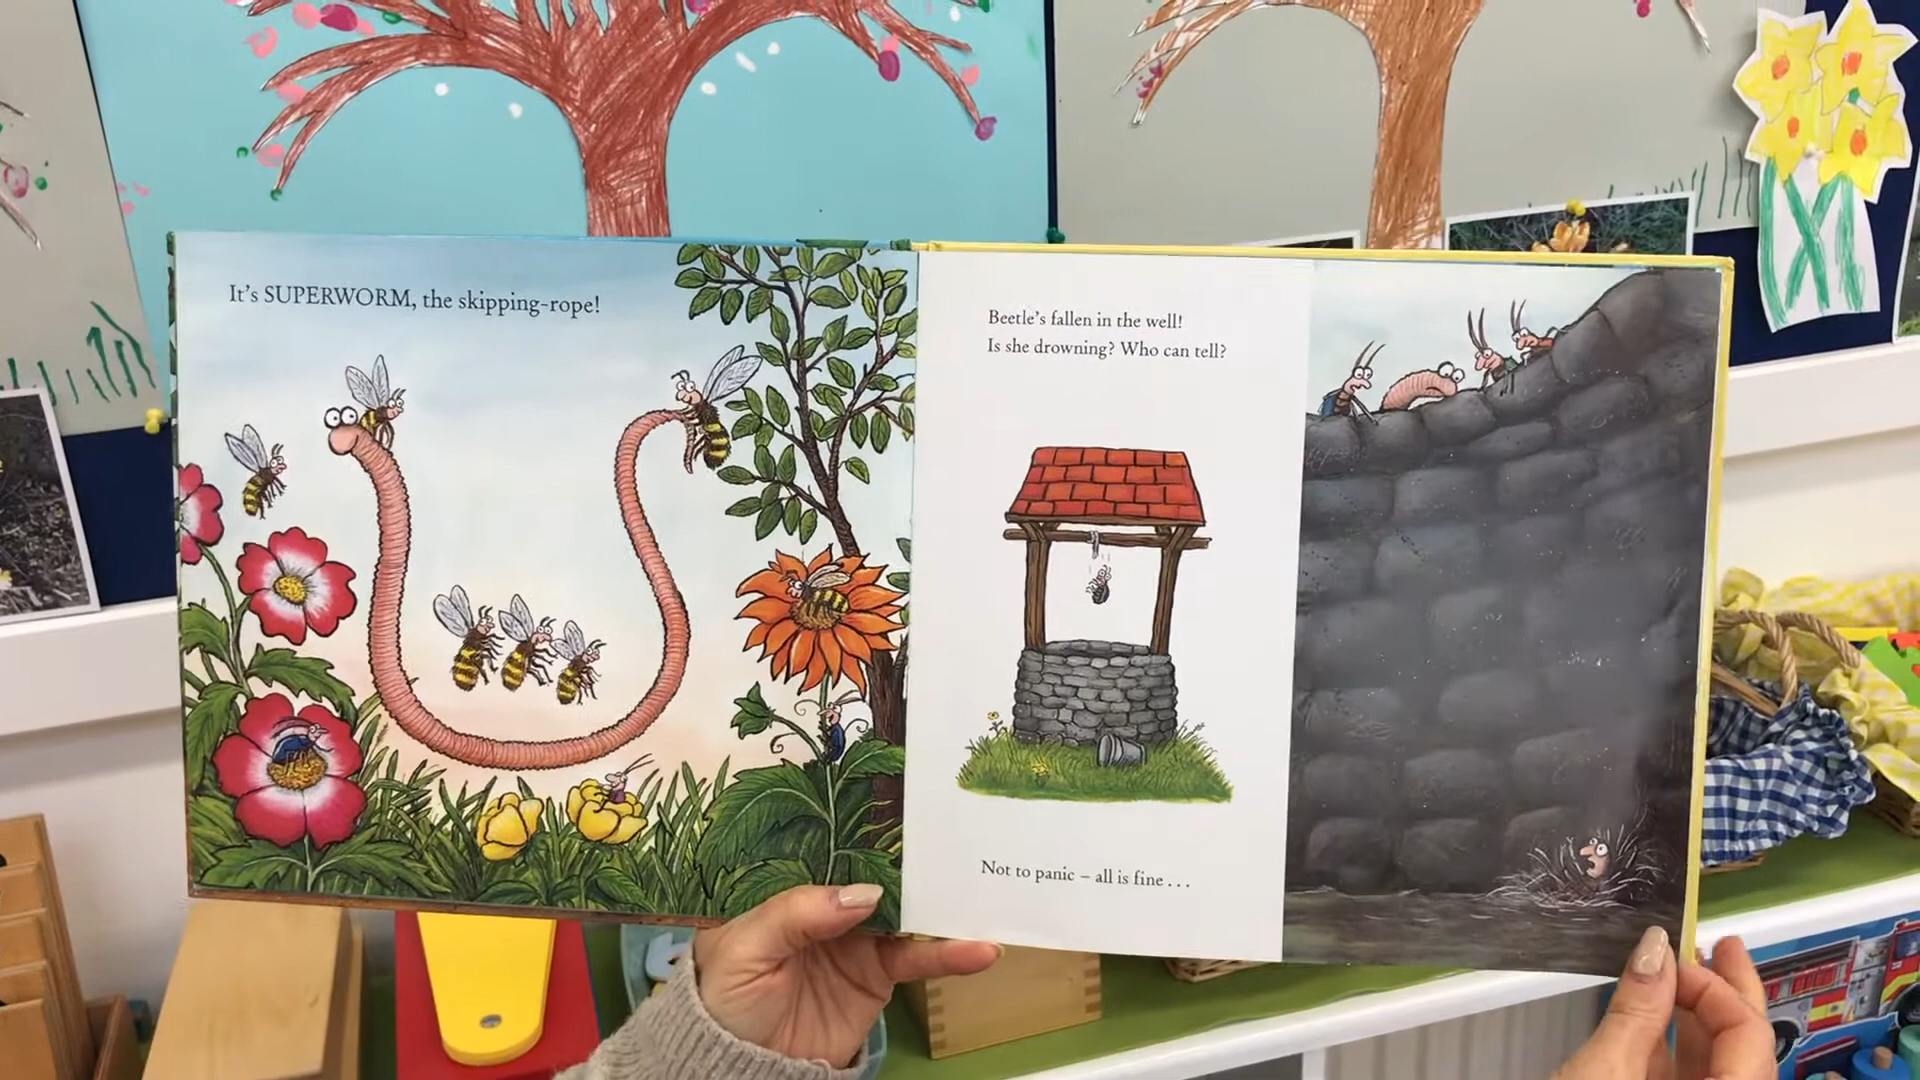 It's SUPERWORM, the skipping-rope!
Beetle's fallen in the well!
Is she drowning? Who can tell?
Not to panic – all is fine . . .